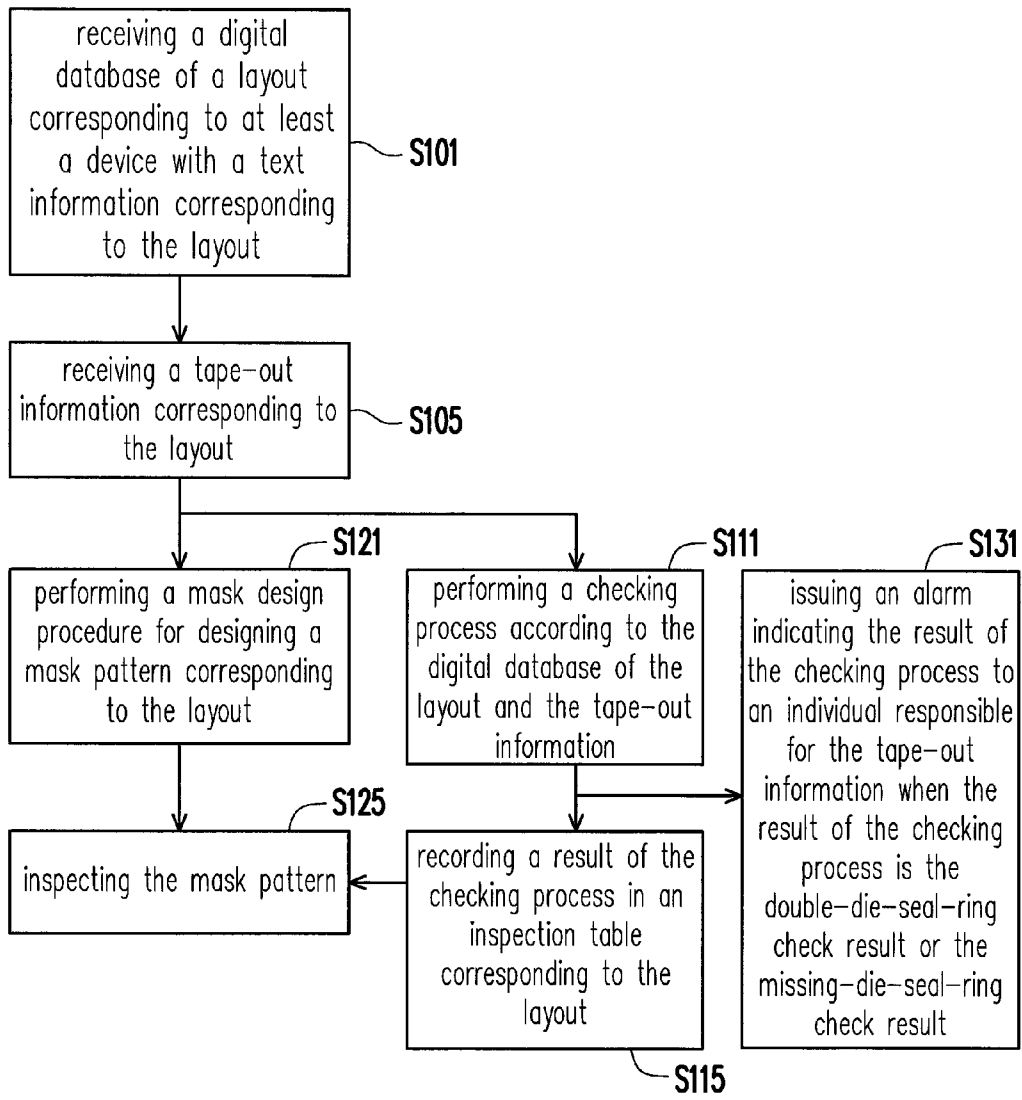 receiving a digital
database of a layout
corresponding to at least
a device with a text
information corresponding
to the layout
S101
receiving a tape-out
information corresponding to
the layout
S105
S121
performing a mask design
procedure for designing a
mask pattern corresponding
to the layout
S111
performing a checking
process according to the
digital database of the
layout and the tape-out
information
S131
issuing an alarm
indicating the result of
the checking process to
an individual responsible
for the tape-out
information when the
result of the checking
process is the
double-die-seal-ring
check result or the
missing-die-seal-ring
check result
S125
inspecting the mask pattern
recording a result of the
checking process in an
inspection table
corresponding to the
layout
S115